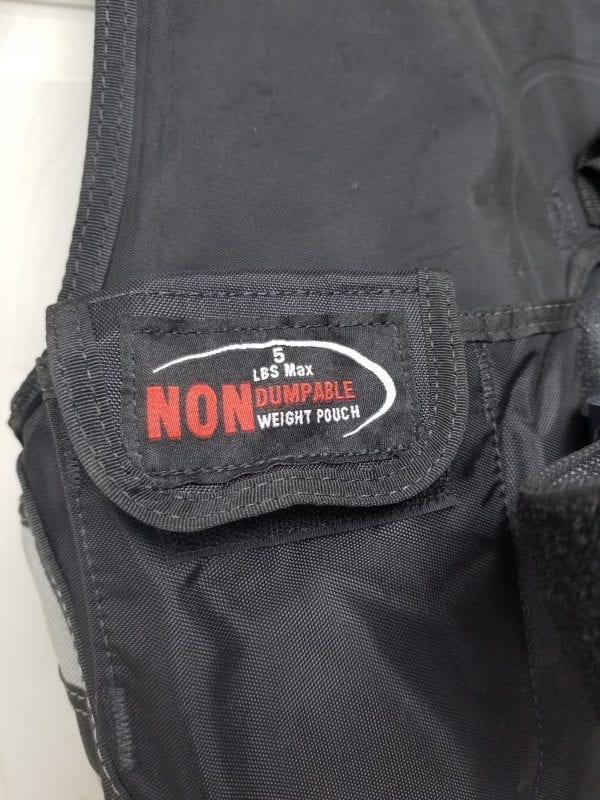 5
LBS Max
NON DUMPABLE
WEIGHT POUCH